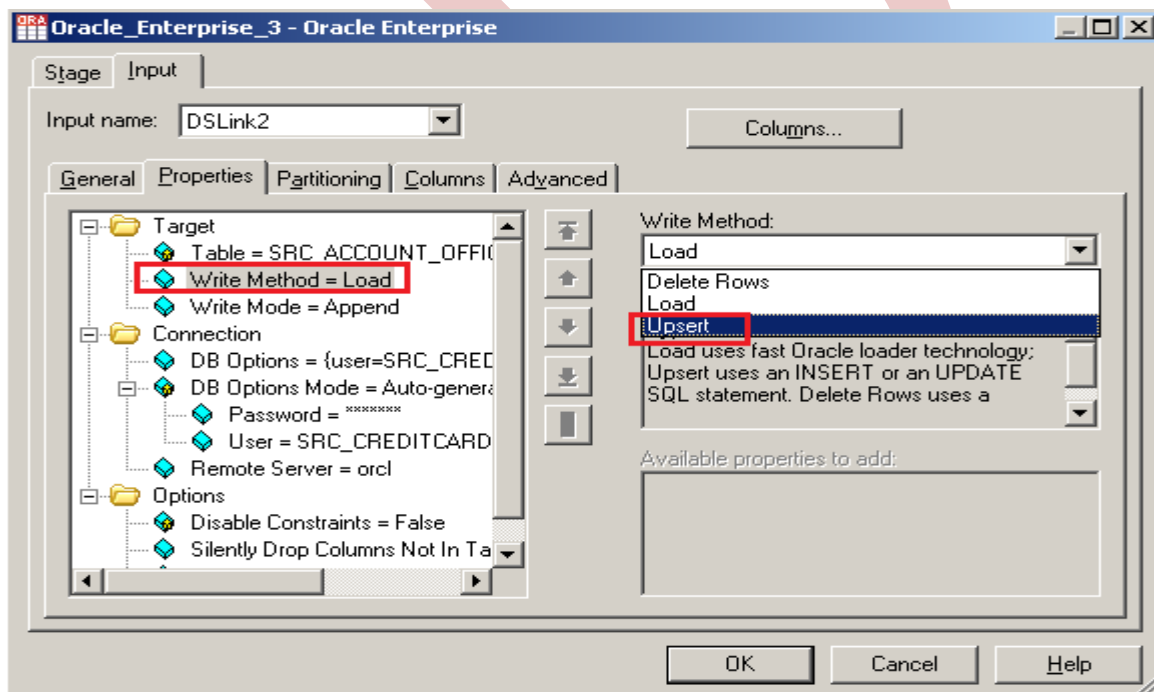 Oracle_Enterprise_3 - Oracle Enterprise
Stage Input
Input name: DSLink2
Columns...
General Properties Partitioning Columns Advanced
Target
Table = SRC_ACCOUNT_OFFI
Write Method = Load
Write Mode = Append
Connection
DB Options = {user=SRC_CRED
DB Options Mode = Auto-genera
Password = *******
User = SRC_CREDITCARD
Remote Server = orcl
Options
Disable Constraints = False
Silently Drop Columns Not In Ta
Write Method:
Load
Delete Rows
Load
Upsert
Load uses fast Oracle loader technology;
Upsert uses an INSERT or an UPDATE
SQL statement. Delete Rows uses a
Available properties to add:
OK Cancel Help